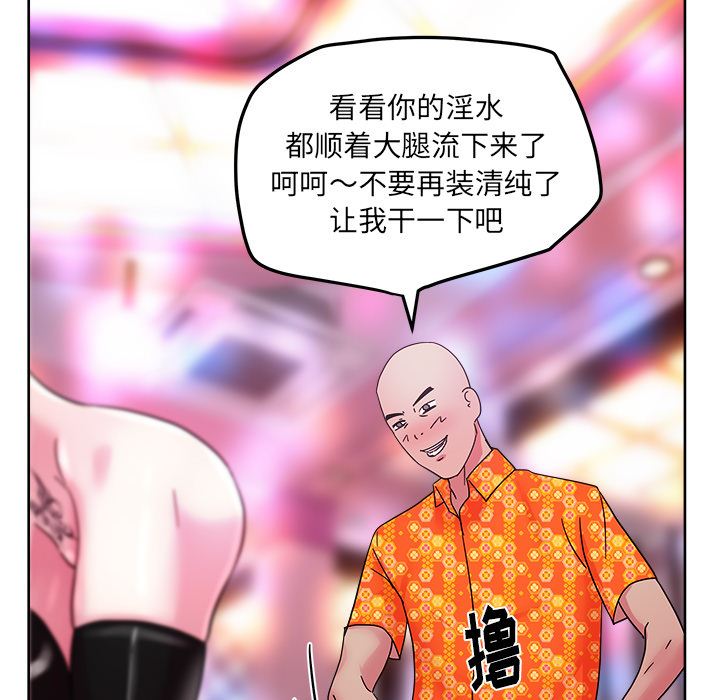 看看你的淫水
都顺着大腿流下来了
呵呵～不要再装清纯了
让我干一下吧
撸